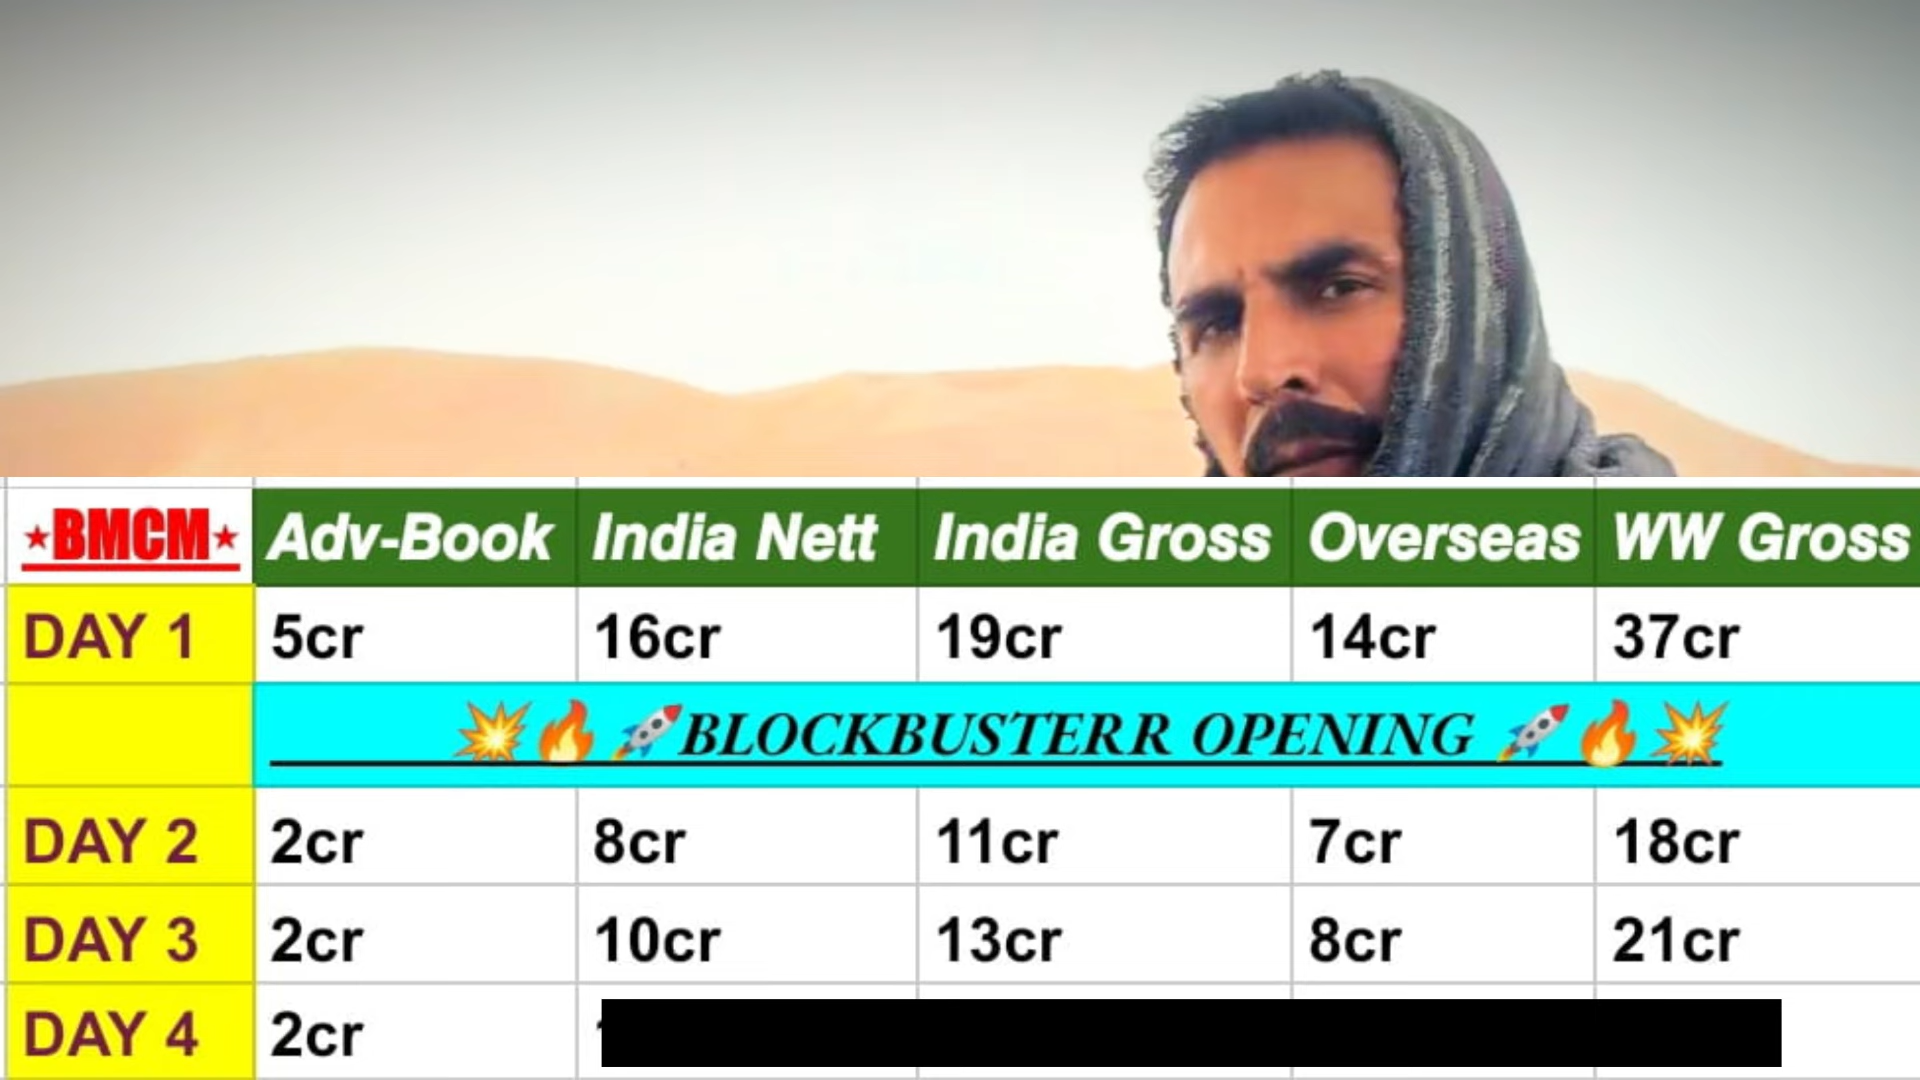 ★BMCM★ Adv-Book India Nett India Gross Overseas WW Gross
DAY 1 5cr 16cr 19cr 14cr 37cr
💥🔥🚀BLOCKBUSTERR OPENING 🚀🔥💥
DAY 2 2cr 8cr 11cr 7cr 18cr
DAY 3 2cr 10cr 13cr 8cr 21cr
DAY 4 2cr